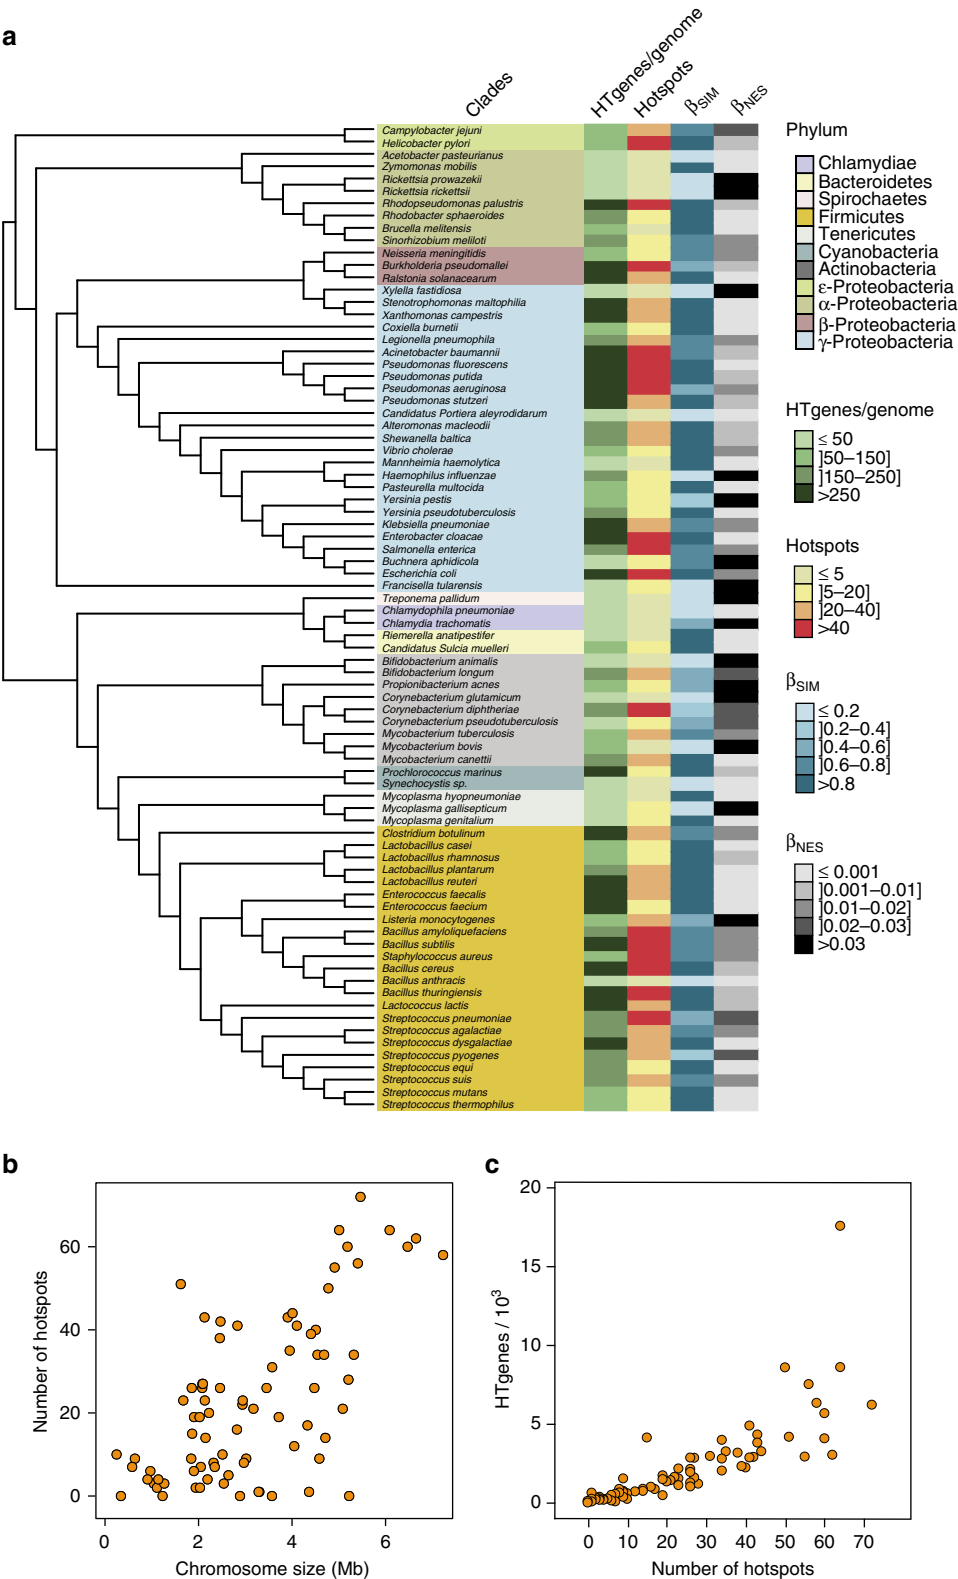 a
Clades
HTgenes/genome
Hotspots
βSIM
βNES
Campylobacter jejuni
Helicobacter pylori
Acetobacter pasteurianus
Zymomonas mobilis
Rickettsia prowazekii
Rickettsia rickettsii
Rhodopseudomonas palustris
Rhodobacter sphaeroides
Brucella melitensis
Sinorhizobium meliloti
Neisseria meningitidis
Burkholderia pseudomallei
Ralstonia solanacearum
Xylella fastidiosa
Stenotrophomonas maltophilia
Xanthomonas campestris
Coxiella burnetii
Legionella pneumophila
Acinetobacter baumannii
Pseudomonas fluorescens
Pseudomonas putida
Pseudomonas aeruginosa
Pseudomonas stutzeri
Candidatus Portiera aleyrodidarum
Alteromonas macleodii
Shewanella baltica
Vibrio cholerae
Mannheimia haemolytica
Haemophilus influenzae
Pasteurella multocida
Yersinia pestis
Yersinia pseudotuberculosis
Klebsiella pneumoniae
Enterobacter cloacae
Salmonella enterica
Buchnera aphidicola
Escherichia coli
Francisella tularensis
Treponema pallidum
Chlamydophila pneumoniae
Chlamydia trachomatis
Riemerella anatipestifer
Candidatus Sulcia muelleri
Bifidobacterium animalis
Bifidobacterium longum
Propionibacterium acnes
Corynebacterium glutamicum
Corynebacterium diphtheriae
Corynebacterium pseudotuberculosis
Mycobacterium tuberculosis
Mycobacterium bovis
Mycobacterium canettii
Prochlorococcus marinus
Synechocystis sp.
Mycoplasma hyopneumoniae
Mycoplasma gallisepticum
Mycoplasma genitalium
Clostridium botulinum
Lactobacillus casei
Lactobacillus rhamnosus
Lactobacillus plantarum
Lactobacillus reuteri
Enterococcus faecalis
Enterococcus faecium
Listeria monocytogenes
Bacillus amyloliquefaciens
Bacillus subtilis
Staphylococcus aureus
Bacillus cereus
Bacillus anthracis
Bacillus thuringiensis
Lactococcus lactis
Streptococcus pneumoniae
Streptococcus agalactiae
Streptococcus dysgalactiae
Streptococcus pyogenes
Streptococcus equi
Streptococcus suis
Streptococcus mutans
Streptococcus thermophilus
Phylum
Chlamydiae
Bacteroidetes
Spirochaetes
Firmicutes
Tenericutes
Cyanobacteria
Actinobacteria
ε-Proteobacteria
α-Proteobacteria
β-Proteobacteria
γ-Proteobacteria
HTgenes/genome
≤ 50
]50–150]
]150–250]
>250
Hotspots
≤ 5
]5–20]
]20–40]
>40
βSIM
≤ 0.2
]0.2–0.4]
]0.4–0.6]
]0.6–0.8]
>0.8
βNES
≤ 0.001
]0.001–0.01]
]0.01–0.02]
]0.02–0.03]
>0.03
b
Number of hotspots
60
40
20
0
0 2 4 6
Chromosome size (Mb)
c
HTgenes / 10³
20
15
10
5
0
0 10 20 30 40 50 60 70
Number of hotspots